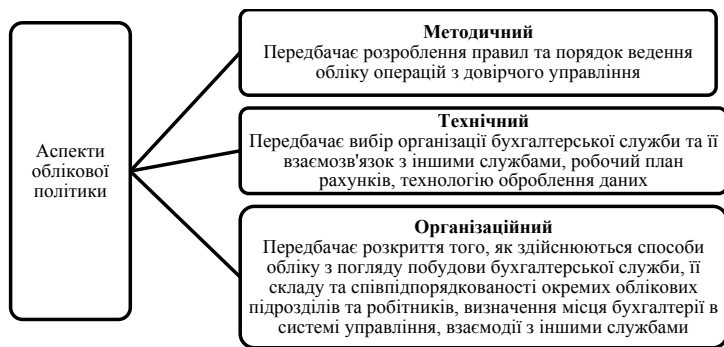 Аспекти
облікової
політики
Методичний
Передбачає розроблення правил та порядок ведення
обліку операцій з довірчого управління
Технічний
Передбачає вибір організації бухгалтерської служби та її
взаємозв'язок з іншими службами, робочий план
рахунків, технологію оброблення даних
Організаційний
Передбачає розкриття того, як здійснюються способи
обліку з погляду побудови бухгалтерської служби, її
складу та співпідпорядкованості окремих облікових
підрозділів та робітників, визначення місця бухгалтерії в
системі управління, взаємодії з іншими службами